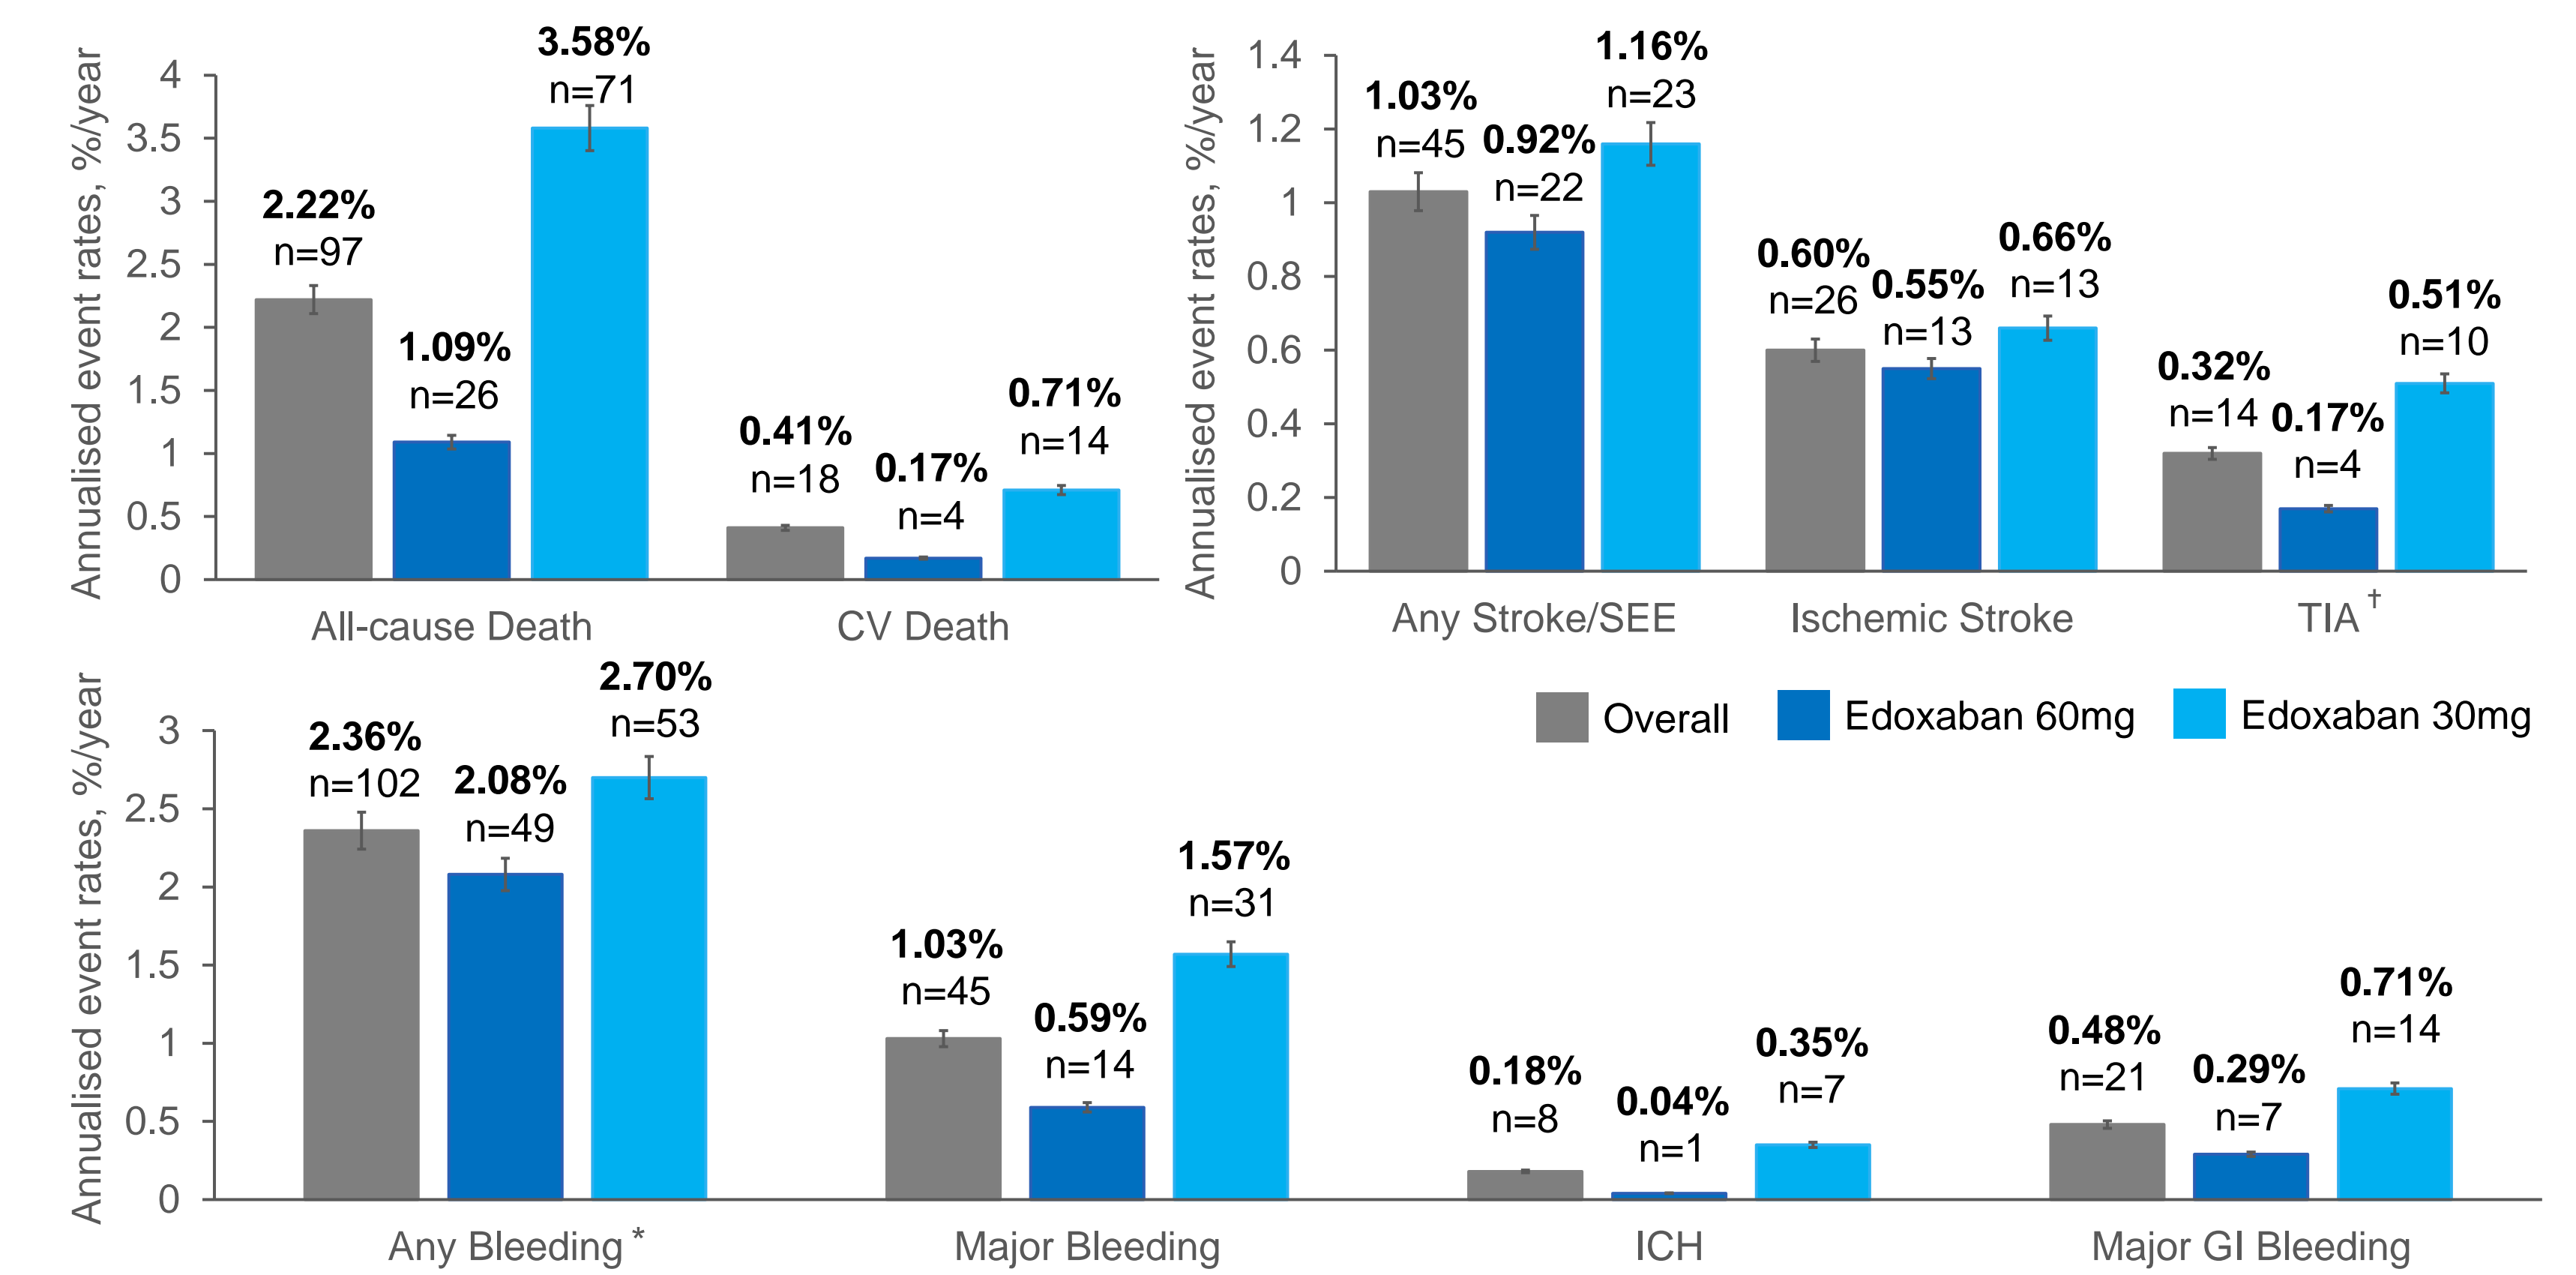 Annualised event rates, %/year
4
3.5
3
2.5
2
1.5
1
0.5
0
2.22%
n=97
1.09%
n=26
3.58%
n=71
0.41%
n=18
0.17%
n=4
0.71%
n=14
All-cause Death
CV Death
Annualised event rates, %/year
1.4
1.2
1
0.8
0.6
0.4
0.2
0
1.03%
n=45
0.92%
n=22
1.16%
n=23
0.60%
n=26
0.55%
n=13
0.66%
n=13
0.32%
n=14
0.17%
n=4
0.51%
n=10
Any Stroke/SEE
Ischemic Stroke
TIA †
Overall
Edoxaban 60mg
Edoxaban 30mg
Annualised event rates, %/year
3
2.5
2
1.5
1
0.5
0
2.36%
n=102
2.08%
n=49
2.70%
n=53
1.03%
n=45
0.59%
n=14
1.57%
n=31
0.18%
n=8
0.04%
n=1
0.35%
n=7
0.48%
n=21
0.29%
n=7
0.71%
n=14
Any Bleeding *
Major Bleeding
ICH
Major GI Bleeding